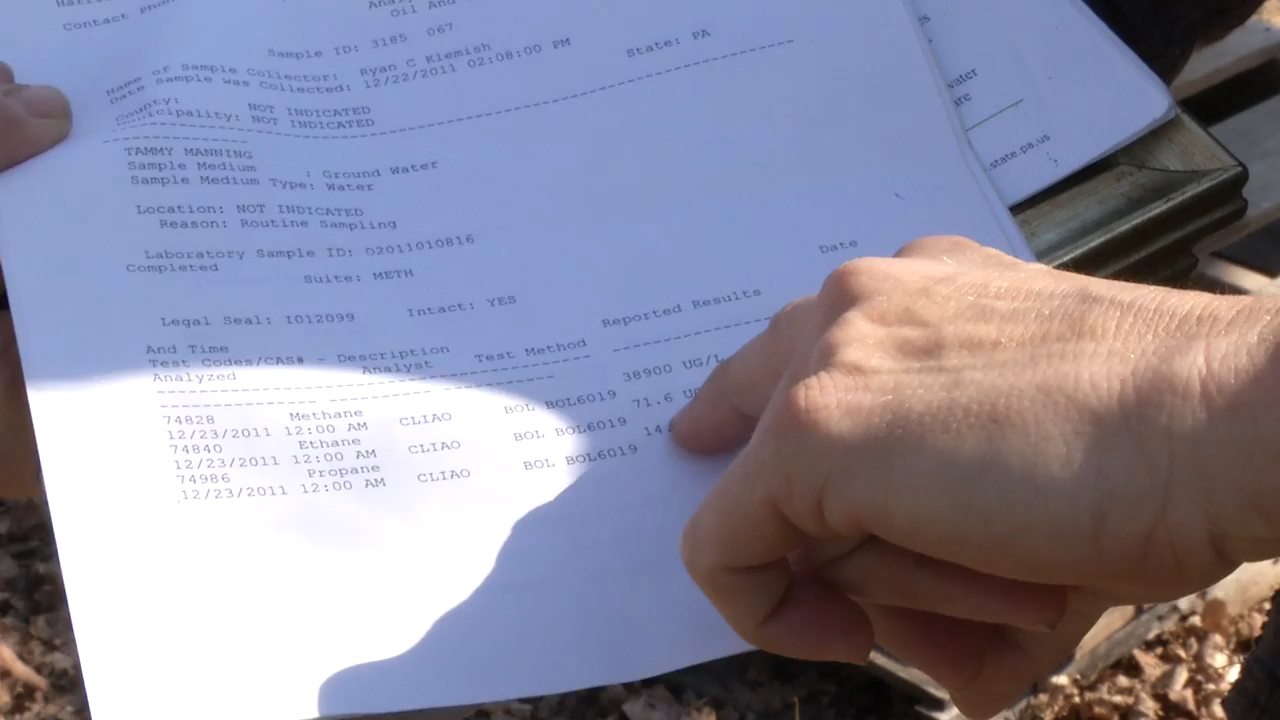 Contact
Oil And
Sample ID: 3185 067
Name of Sample Collector: Ryan C Klemish
Date Sample was Collected: 12/22/2011 02:08:00 PM
State: PA
County: NOT INDICATED
Municipality: NOT INDICATED
TAMMY MANNING
Sample Medium : Ground Water
Sample Medium Type: Water
Location: NOT INDICATED
Reason: Routine Sampling
Laboratory Sample ID: O2011010816
Date
Completed
Suite: METH
Legal Seal: I012099 Intact: YES
Reported Results
And Time
Test Codes/CAS# - Description Test Method
Analyzed Analyst
74828 Methane BOL BOL6019 38900 UG/L
12/23/2011 12:00 AM CLIAO
74840 Ethane BOL BOL6019 71.6
12/23/2011 12:00 AM CLIAO
74986 Propane BOL BOL6019
12/23/2011 12:00 AM CLIAO
.state.pa.us